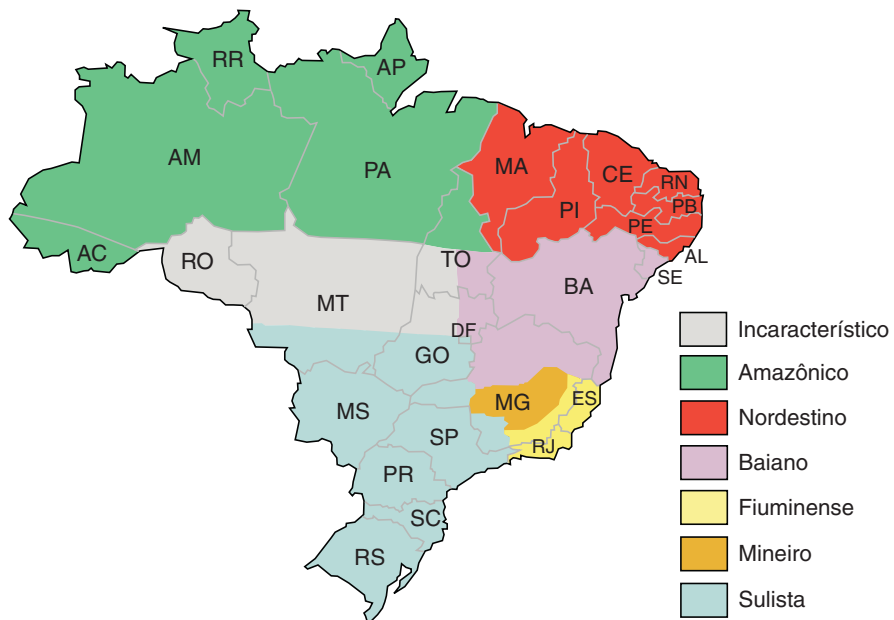 RR
AP
AM
PA
MA
CE
RN
PB
PI
PE
AL
SE
AC
RO
TO
BA
MT
DF
GO
MG
ES
MS
SP
RJ
PR
SC
RS
Incaracterístico
Amazônico
Nordestino
Baiano
Fiuminense
Mineiro
Sulista